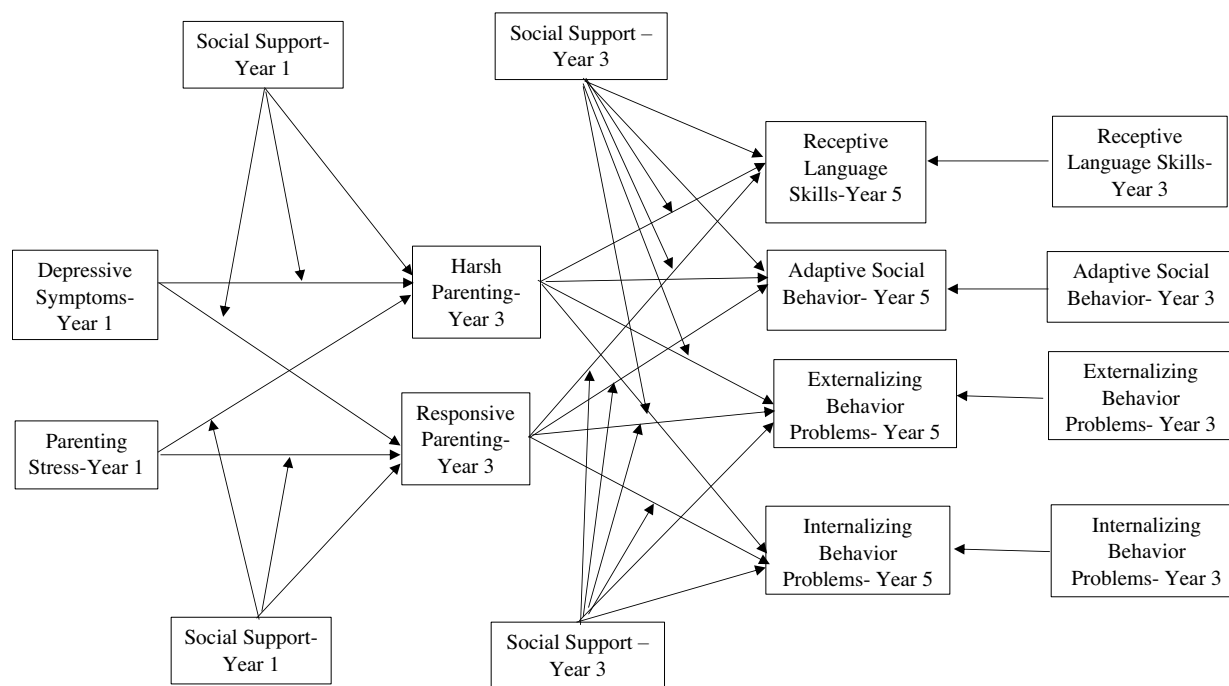 Social Support-
Year 1
Social Support –
Year 3
Receptive
Language
Skills-Year 5
Receptive
Language Skills-
Year 3
Depressive
Symptoms-
Year 1
Harsh
Parenting-
Year 3
Adaptive Social
Behavior- Year 5
Adaptive Social
Behavior- Year 3
Externalizing
Behavior
Problems- Year 5
Externalizing
Behavior
Problems- Year 3
Parenting
Stress-Year 1
Responsive
Parenting-
Year 3
Internalizing
Behavior
Problems- Year 5
Internalizing
Behavior
Problems- Year 3
Social Support-
Year 1
Social Support –
Year 3